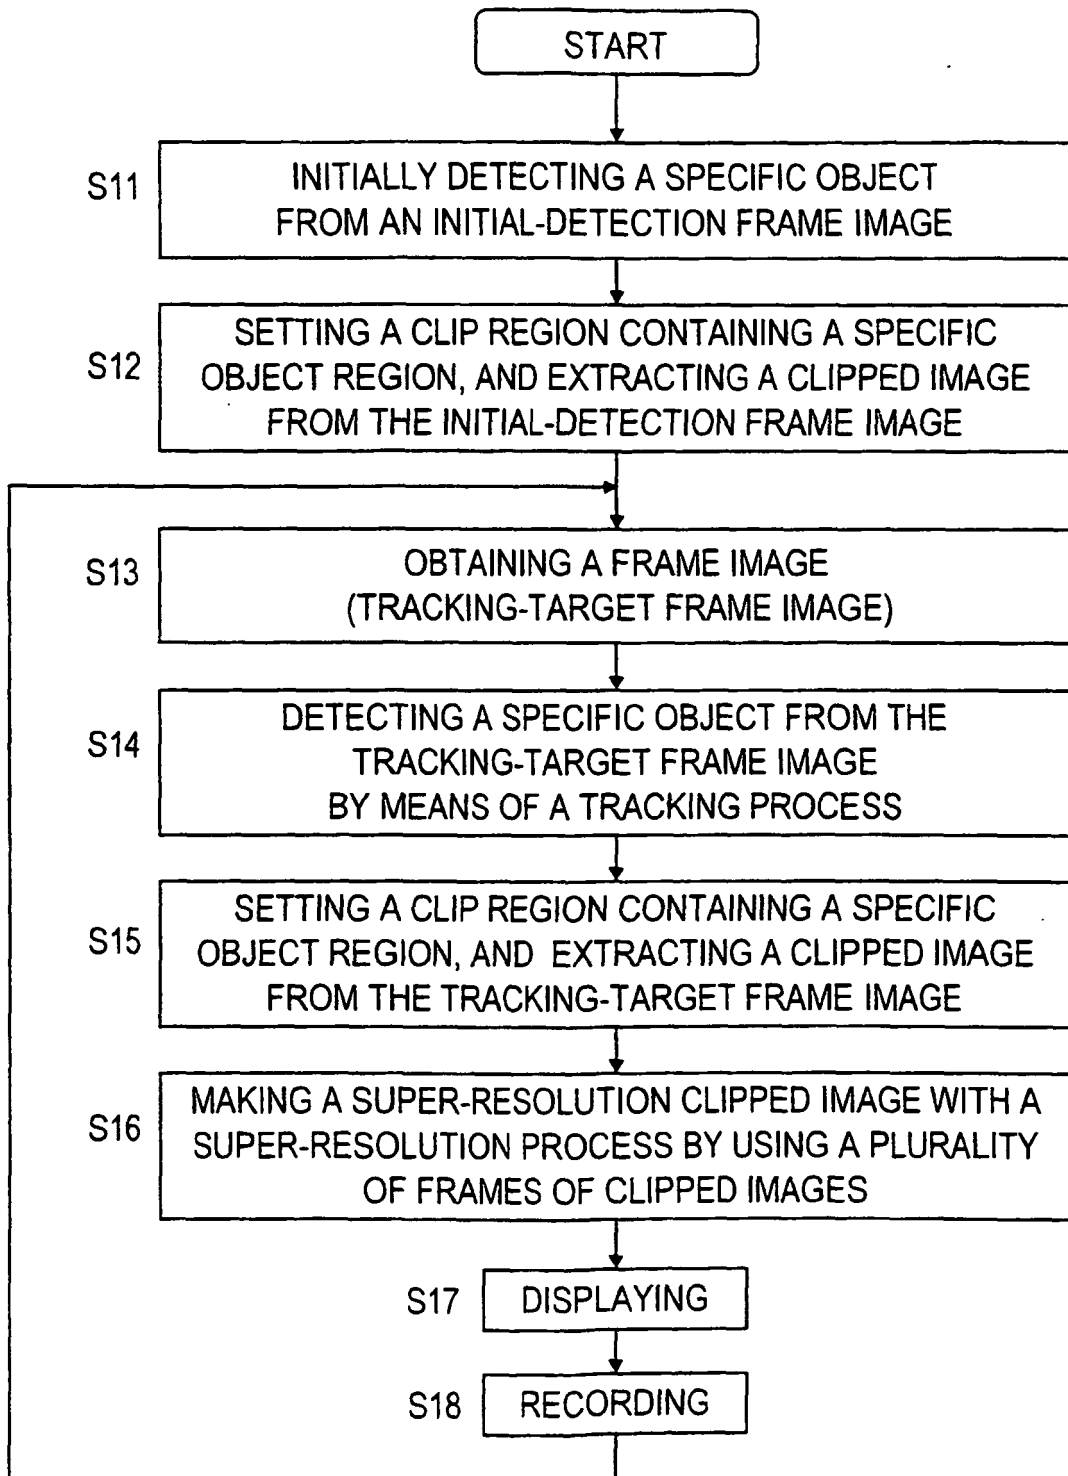 START
S11
INITIALLY DETECTING A SPECIFIC OBJECT
FROM AN INITIAL-DETECTION FRAME IMAGE
S12
SETTING A CLIP REGION CONTAINING A SPECIFIC
OBJECT REGION, AND EXTRACTING A CLIPPED IMAGE
FROM THE INITIAL-DETECTION FRAME IMAGE
S13
OBTAINING A FRAME IMAGE
(TRACKING-TARGET FRAME IMAGE)
S14
DETECTING A SPECIFIC OBJECT FROM THE
TRACKING-TARGET FRAME IMAGE
BY MEANS OF A TRACKING PROCESS
S15
SETTING A CLIP REGION CONTAINING A SPECIFIC
OBJECT REGION, AND EXTRACTING A CLIPPED IMAGE
FROM THE TRACKING-TARGET FRAME IMAGE
S16
MAKING A SUPER-RESOLUTION CLIPPED IMAGE WITH A
SUPER-RESOLUTION PROCESS BY USING A PLURALITY
OF FRAMES OF CLIPPED IMAGES
S17
DISPLAYING
S18
RECORDING